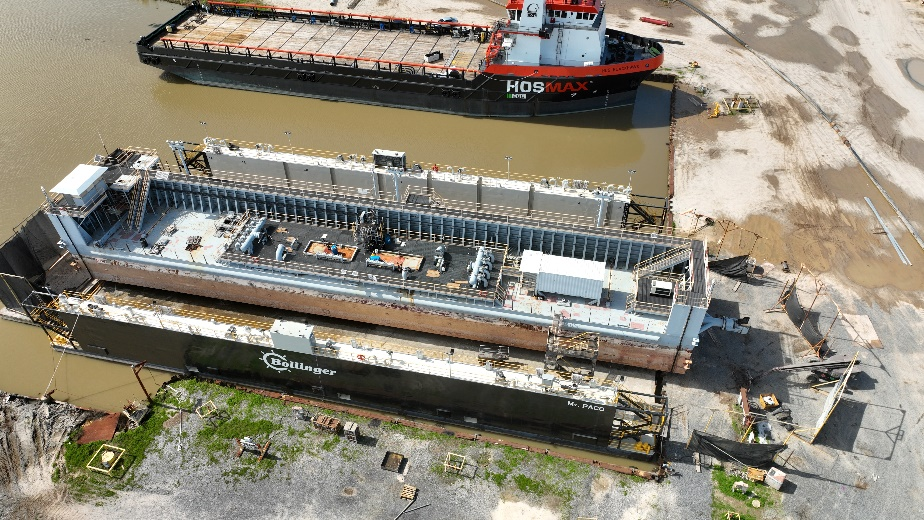 HOSMAX
Bollinger
Mr. PACO